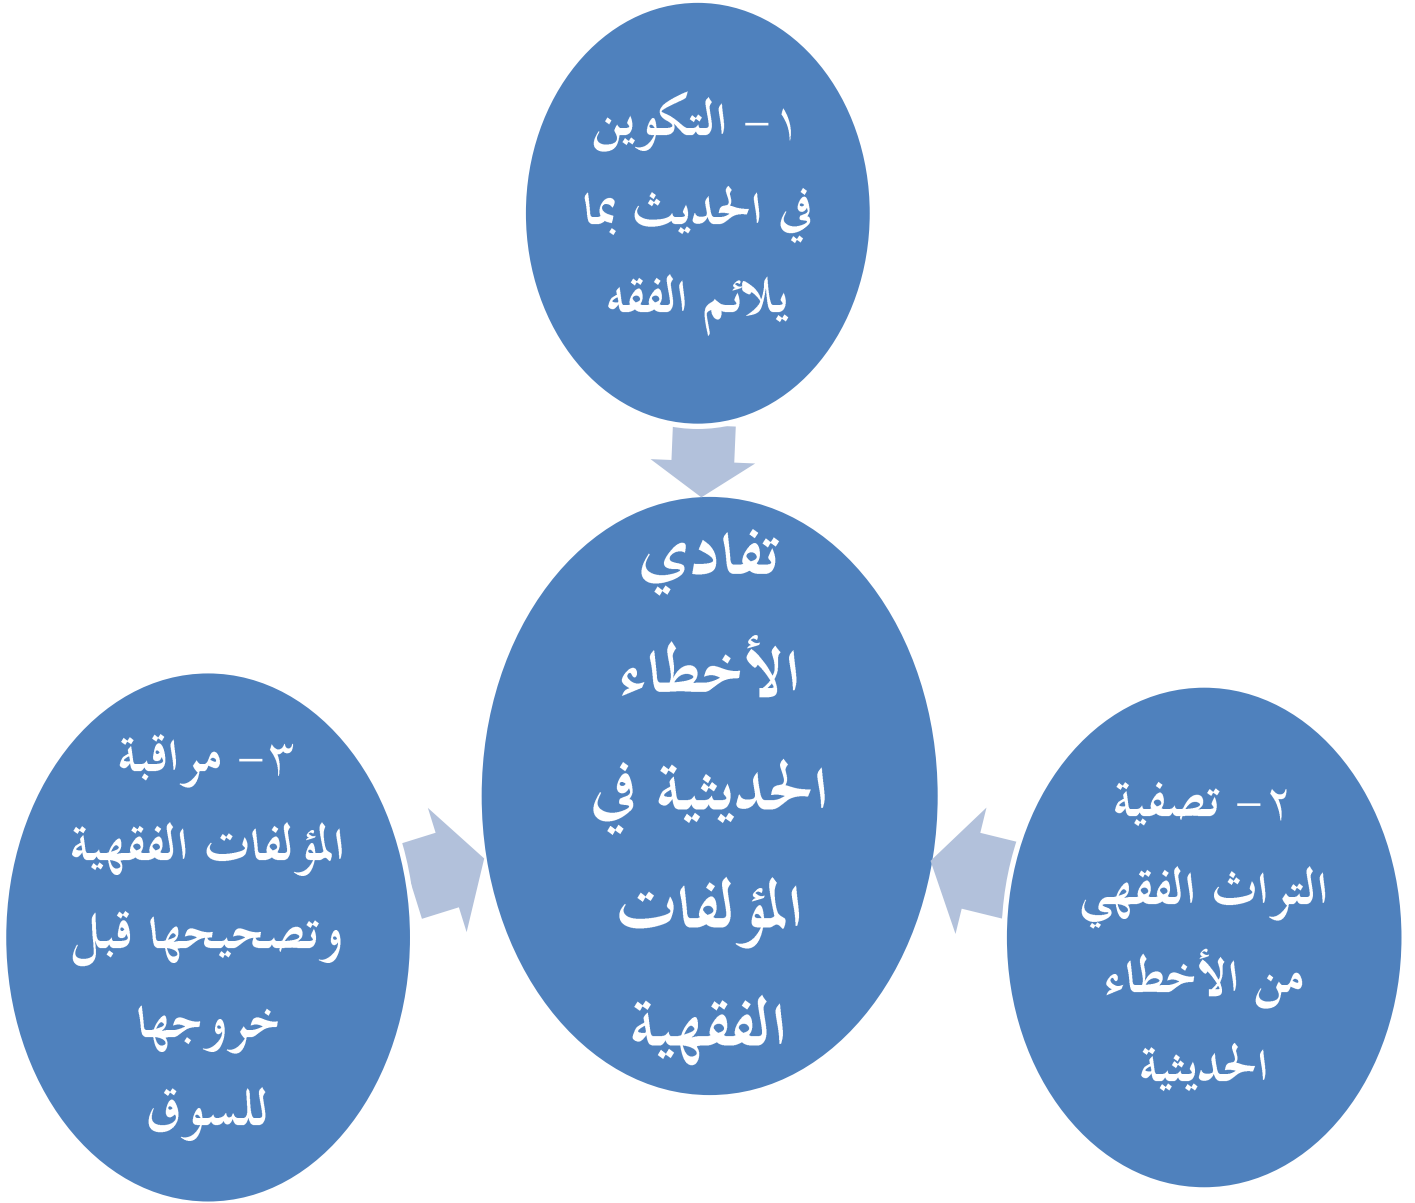 ١- التكوين
في الحديث بما
يلائم الفقه
تفادي
الأخطاء
الحديثية في
المؤلفات
الفقهية
٢- تصفية
التراث الفقهي
من الأخطاء
الحديثية
٣- مراقبة
المؤلفات الفقهية
وتصحيحها قبل
خروجها
للسوق